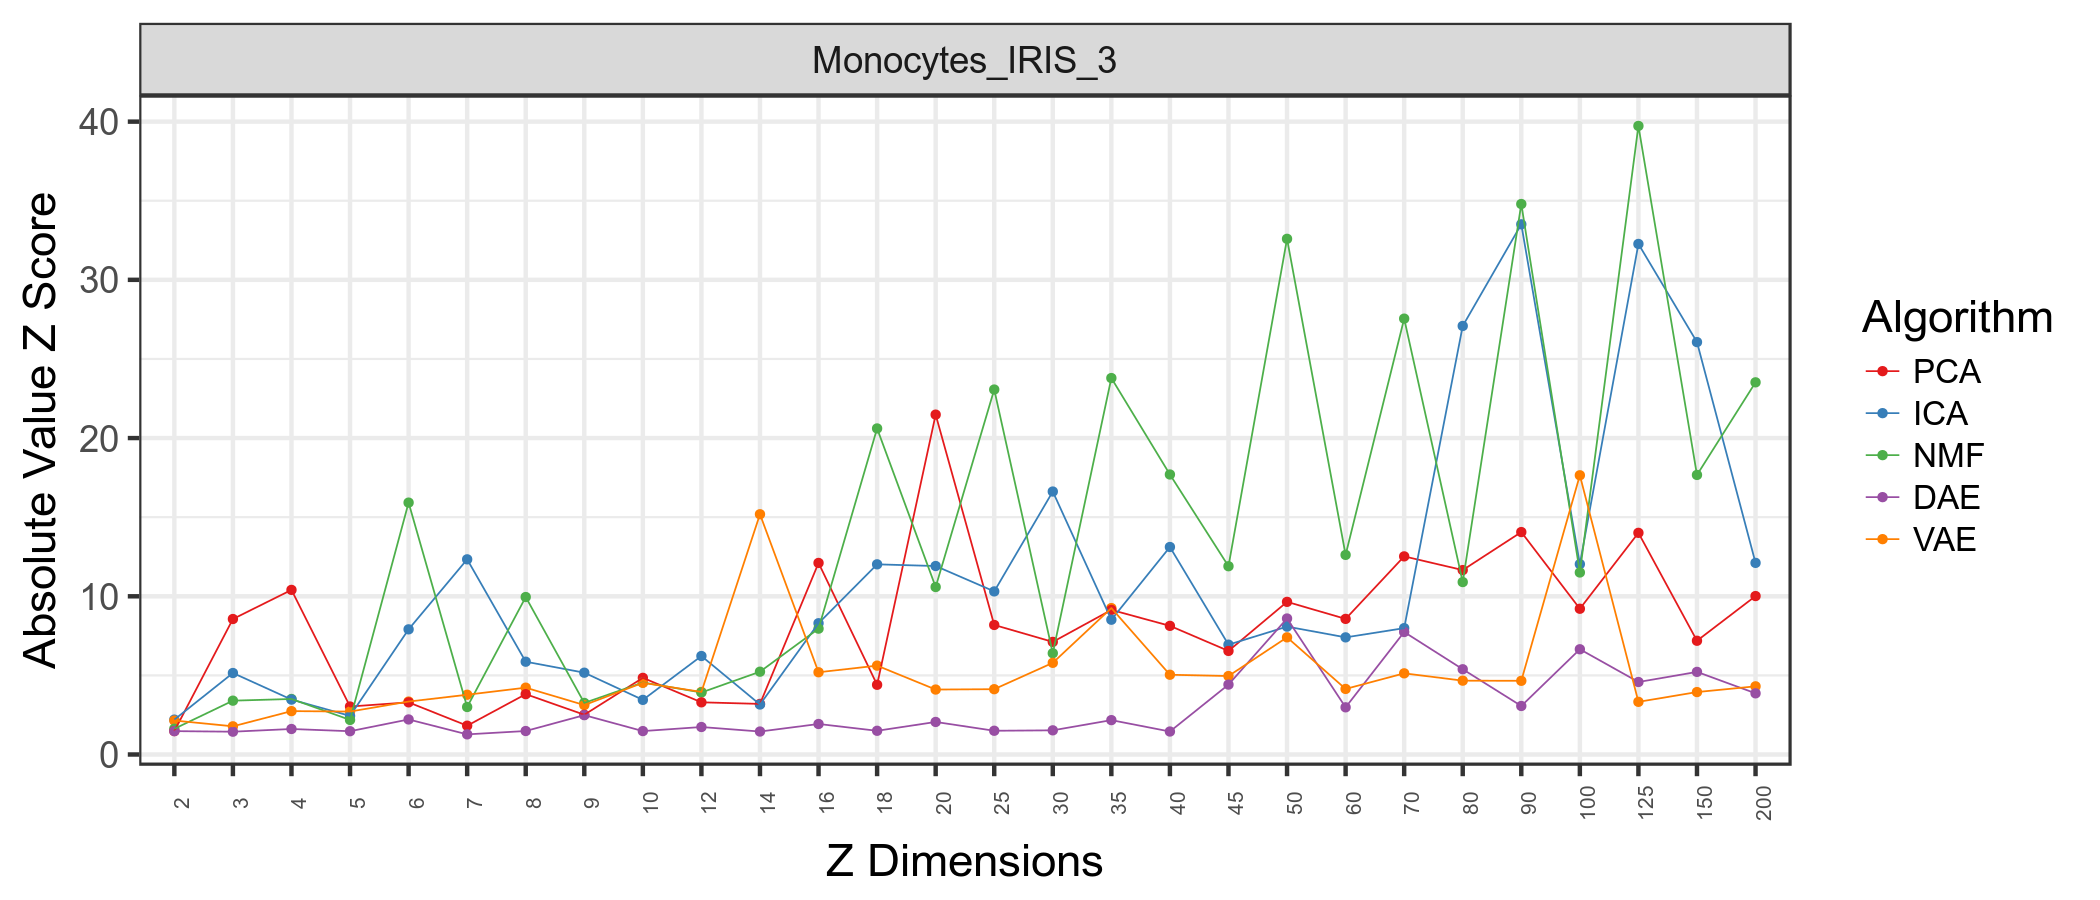 Monocytes_IRIS_3
Absolute Value Z Score
40
30
20
10
0
2 3 4 5 6 7 8 9 10 12 14 16 18 20 25 30 35 40 45 50 60 70 80 90 100 125 150 200
Z Dimensions
Algorithm
PCA
ICA
NMF
DAE
VAE